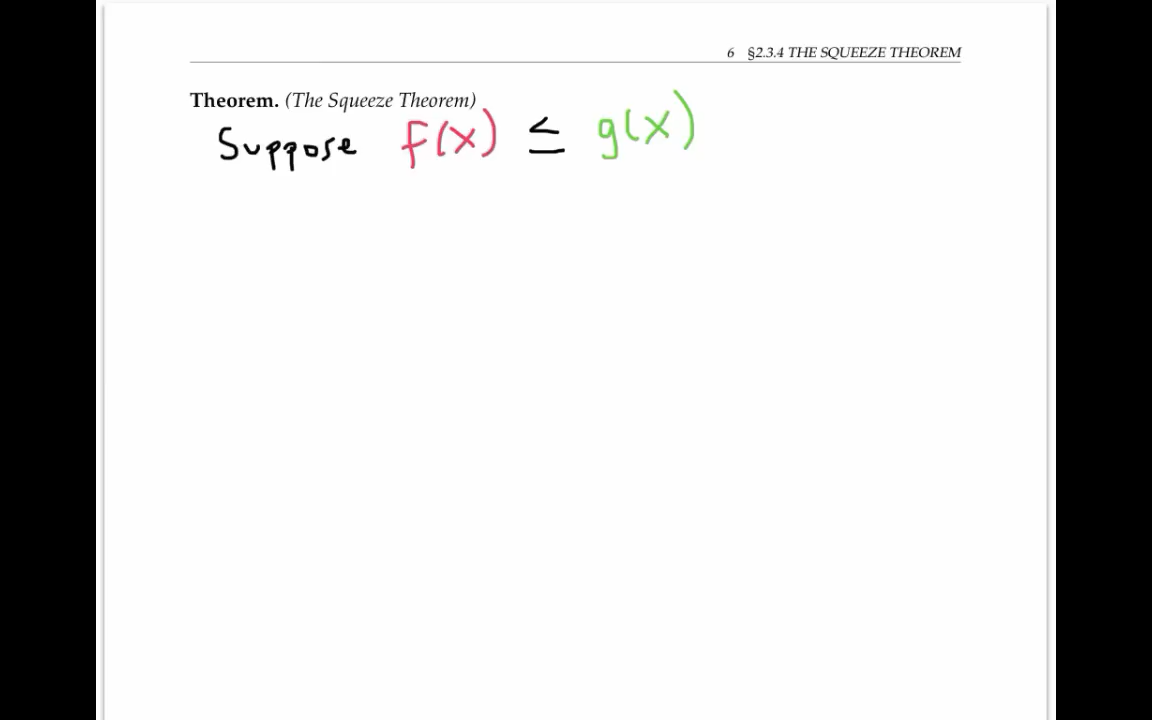 6 §2.3.4 THE SQUEEZE THEOREM
Theorem. (The Squeeze Theorem)
Suppose f(x) ≤ g(x)